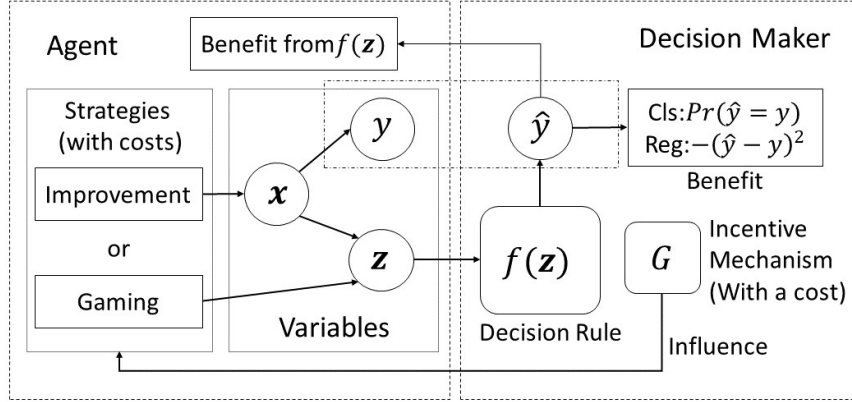 Agent
Benefit from f(z)
Decision Maker
Strategies
(with costs)
Improvement
or
Gaming
x
y
z
Variables
ŷ
f(z)
Decision Rule
Cls:Pr(ŷ = y)
Reg:−(ŷ − y)²
Benefit
G
Incentive
Mechanism
(With a cost)
Influence